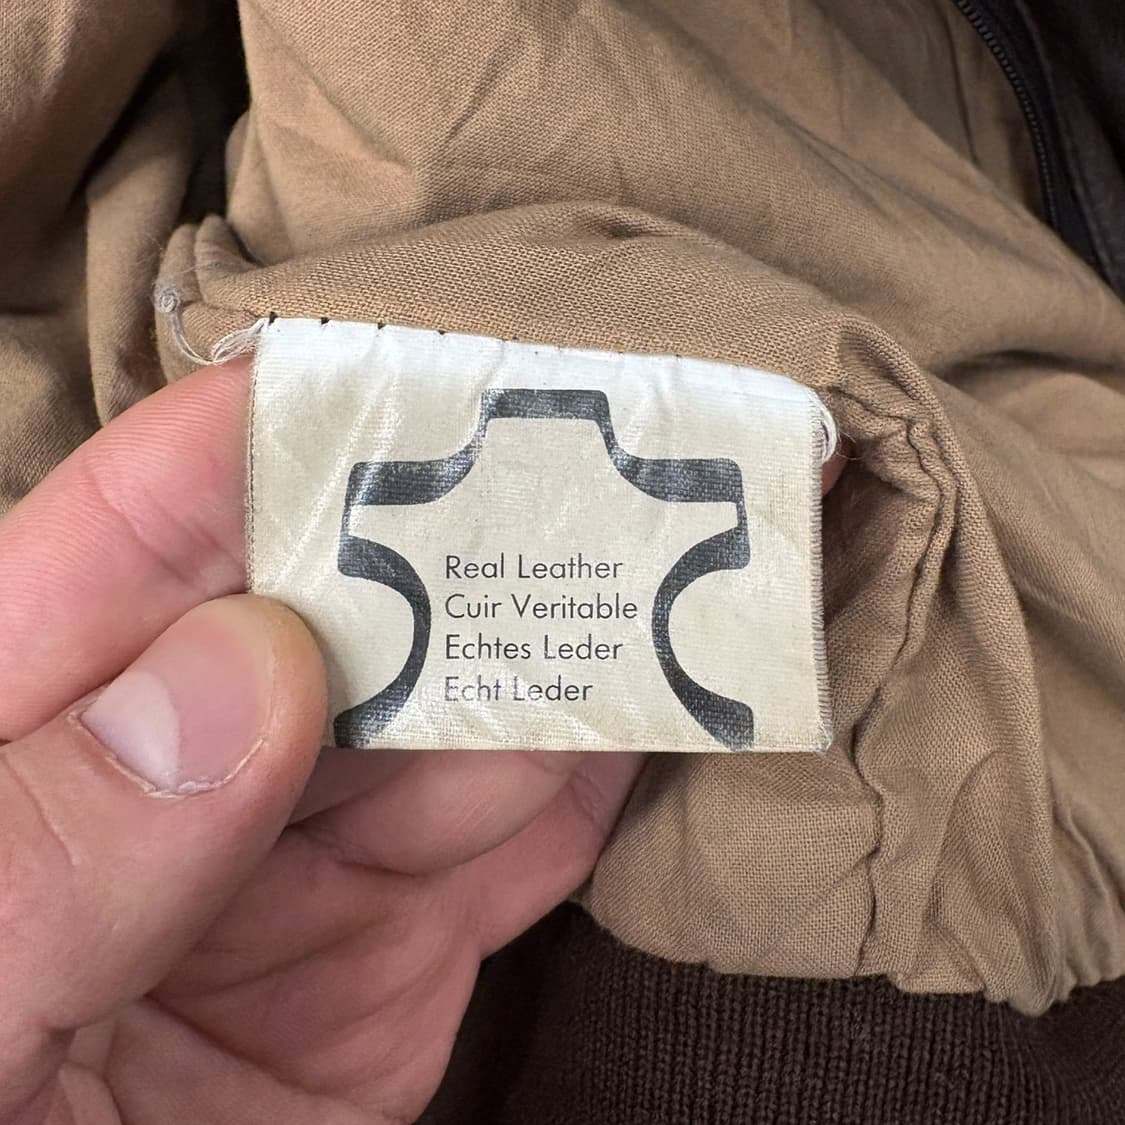 Real Leather
Cuir Veritable
Echtes Leder
Echt Leder